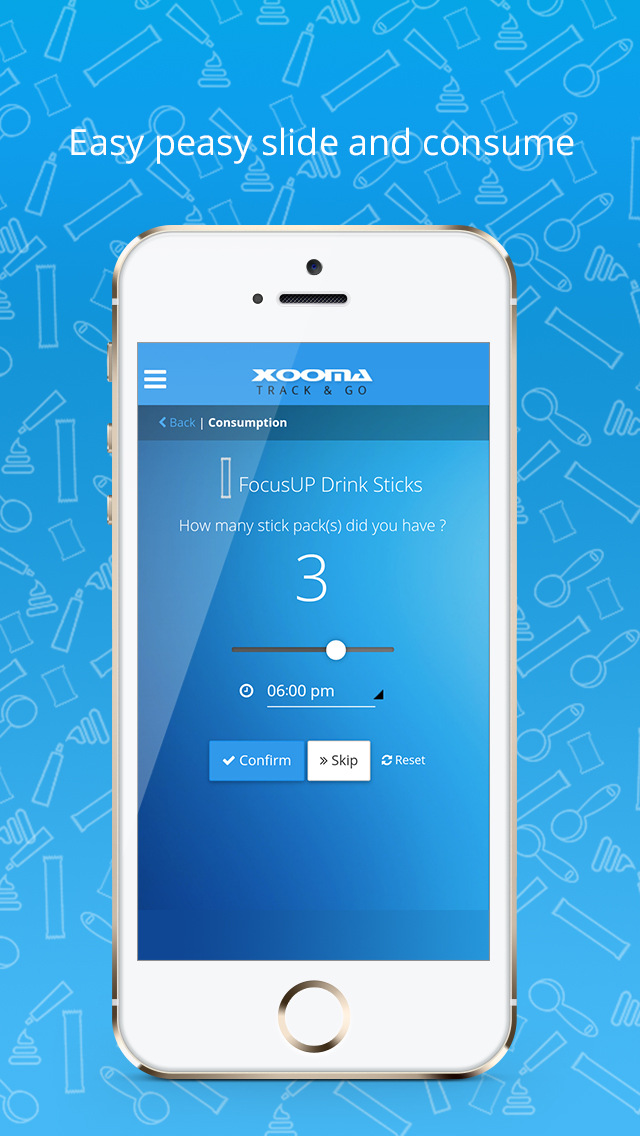 Easy peasy slide and consume
XOOMA
TRACK & GO
Back | Consumption
FocusUP Drink Sticks
How many stick pack(s) did you have ?
3
06:00 pm
Confirm
Skip
Reset